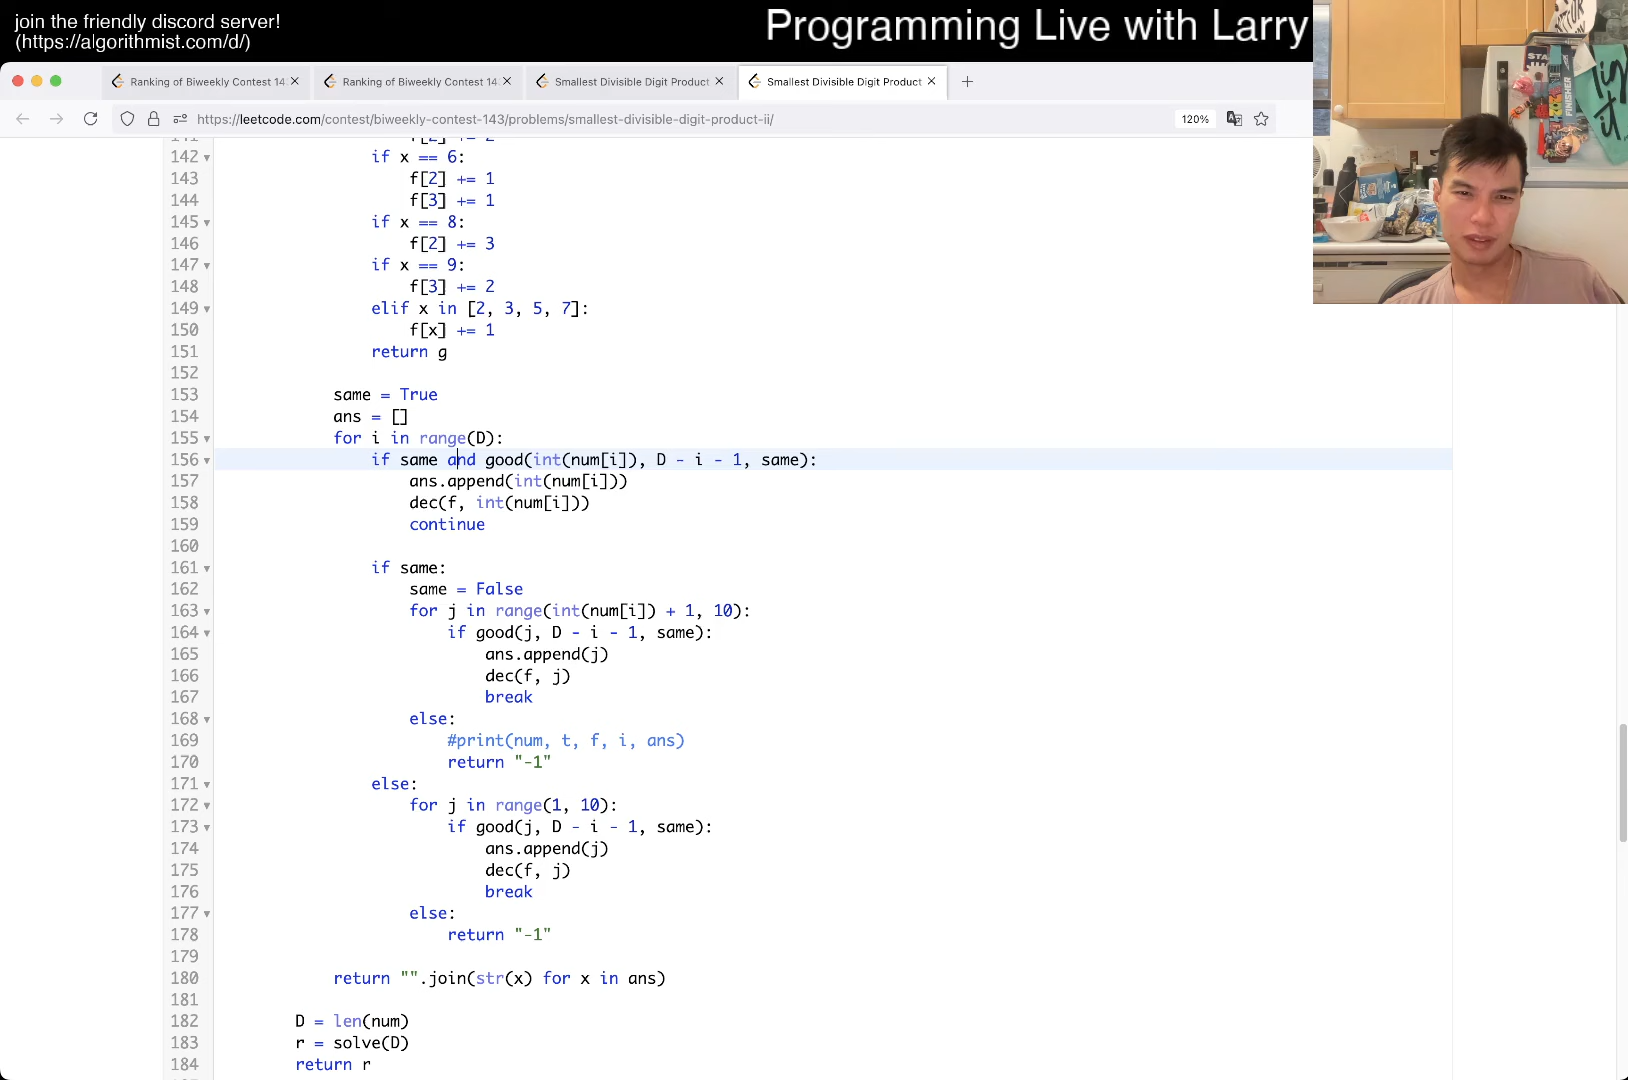 join the friendly discord server!
(https://algorithmist.com/d/)
Programming Live with Larry
Ranking of Biweekly Contest 14
Ranking of Biweekly Contest 14
Smallest Divisible Digit Product
Smallest Divisible Digit Product
https://leetcode.com/contest/biweekly-contest-143/problems/smallest-divisible-digit-product-ii/
120%
142 if x == 6:
143 f[2] += 1
144 f[3] += 1
145 if x == 8:
146 f[2] += 3
147 if x == 9:
148 f[3] += 2
149 elif x in [2, 3, 5, 7]:
150 f[x] += 1
151 return g
152
153 same = True
154 ans = []
155 for i in range(D):
156 if same and good(int(num[i]), D - i - 1, same):
157 ans.append(int(num[i]))
158 dec(f, int(num[i]))
159 continue
160
161 if same:
162 same = False
163 for j in range(int(num[i]) + 1, 10):
164 if good(j, D - i - 1, same):
165 ans.append(j)
166 dec(f, j)
167 break
168 else:
169 #print(num, t, f, i, ans)
170 return "-1"
171 else:
172 for j in range(1, 10):
173 if good(j, D - i - 1, same):
174 ans.append(j)
175 dec(f, j)
176 break
177 else:
178 return "-1"
179
180 return "".join(str(x) for x in ans)
181
182 D = len(num)
183 r = solve(D)
184 return r